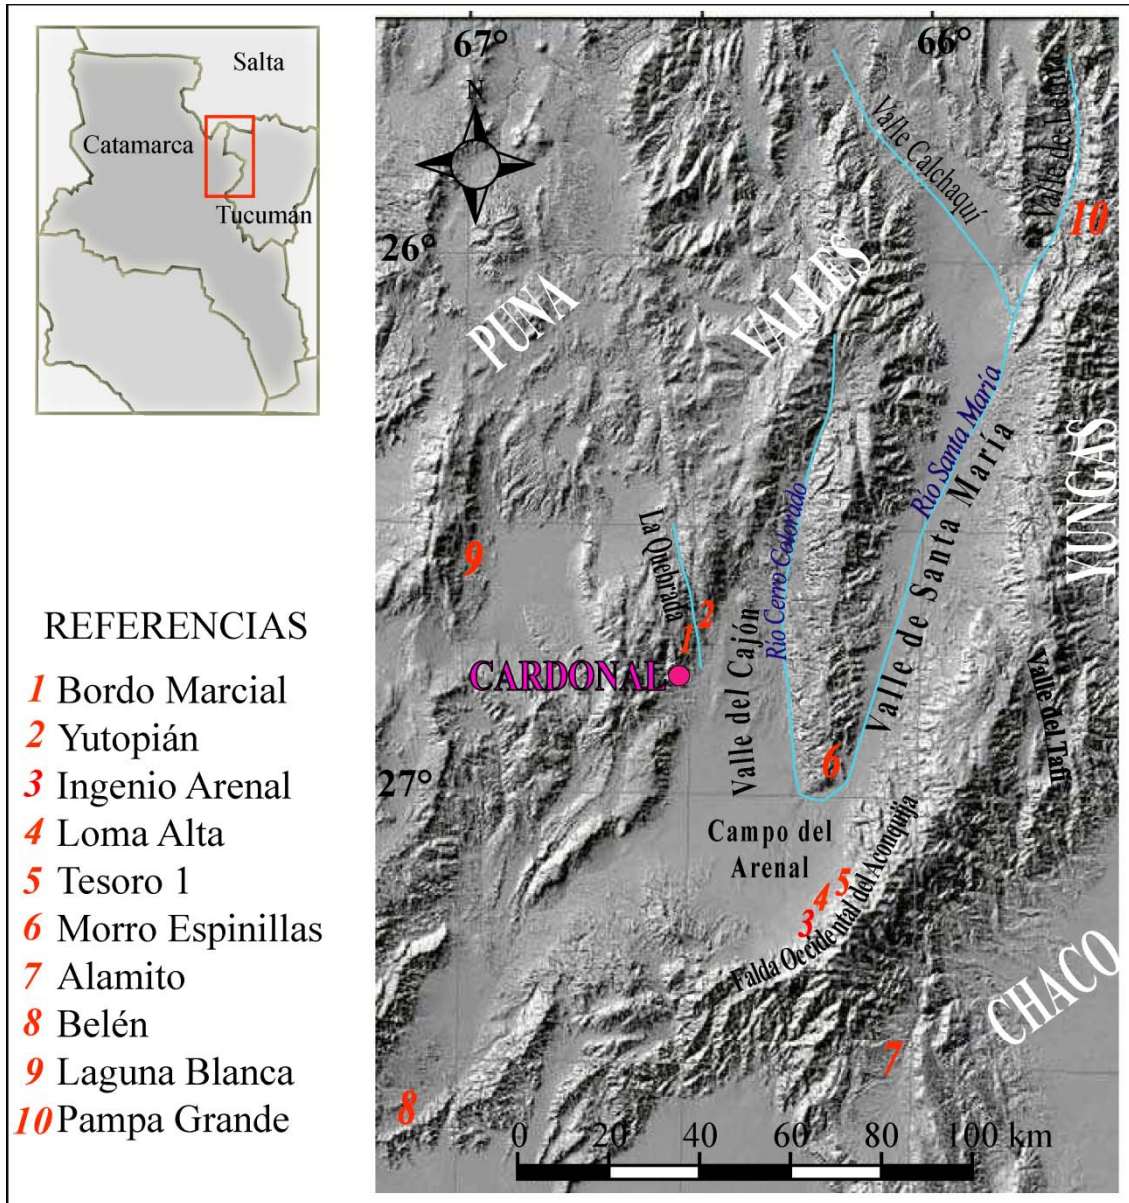 Salta
Catamarca
Tucumán
REFERENCIAS
1 Bordo Marcial
2 Yutopián
3 Ingenio Arenal
4 Loma Alta
5 Tesoro 1
6 Morro Espinillas
7 Alamito
8 Belén
9 Laguna Blanca
10 Pampa Grande
67°
66°
N
Valle Calchaquí
Valle de Lerma
10
26°
PUNA
VALLES
YUNGAS
Río Santa María
Valle de Santa María
Río Cerro Colorado
La Quebrada
9
2
1
CARDONAL
Valle del Cajón
Valle del Tafí
6
27°
Campo del
Arenal
5
4
3
Falda Occidental del Aconquija
CHACO
7
8
0 20 40 60 80 100 km